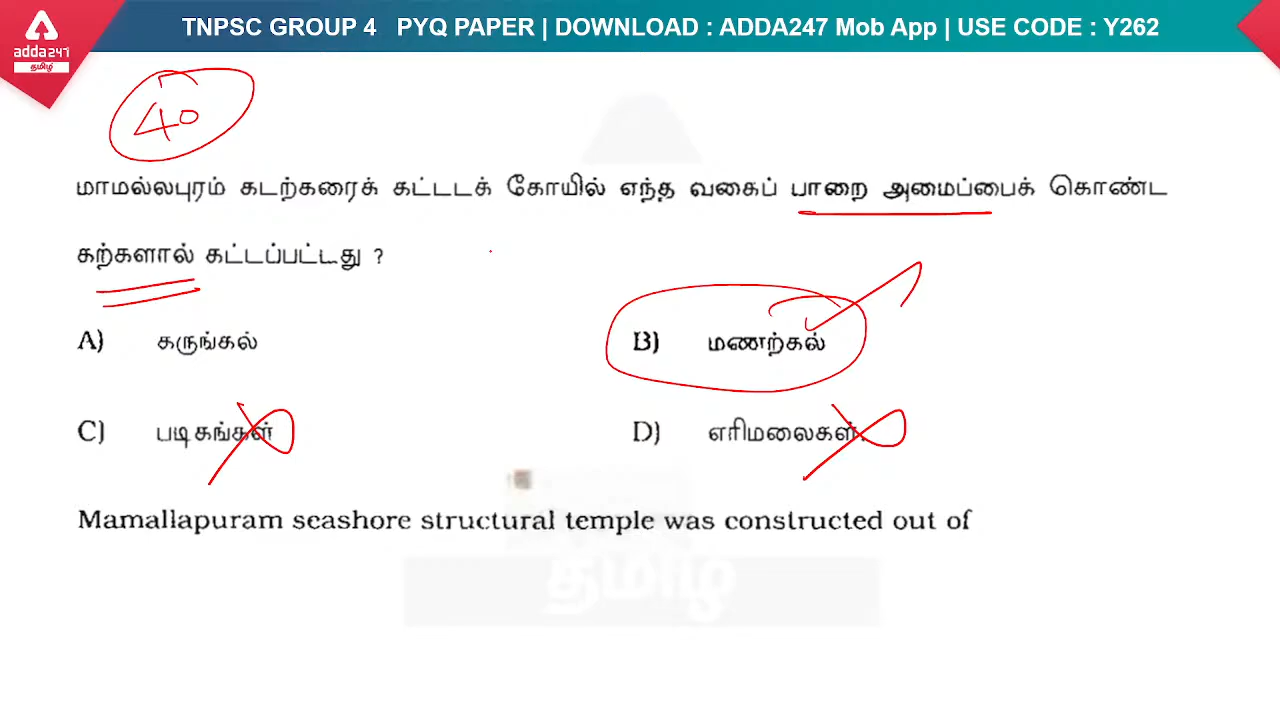 TNPSC GROUP 4 PYQ PAPER | DOWNLOAD : ADDA247 Mob App | USE CODE : Y262
adda247
தமிழ்
40
மாமல்லபுரம் கடற்கரைக் கட்டடக் கோயில் எந்த வகைப் பாறை அமைப்பைக் கொண்ட
கற்களால் கட்டப்பட்டது ?
A) கருங்கல் B) மணற்கல்
C) படிகங்கள் D) எரிமலைகள்.
Mamallapuram seashore structural temple was constructed out of
தமிழ்